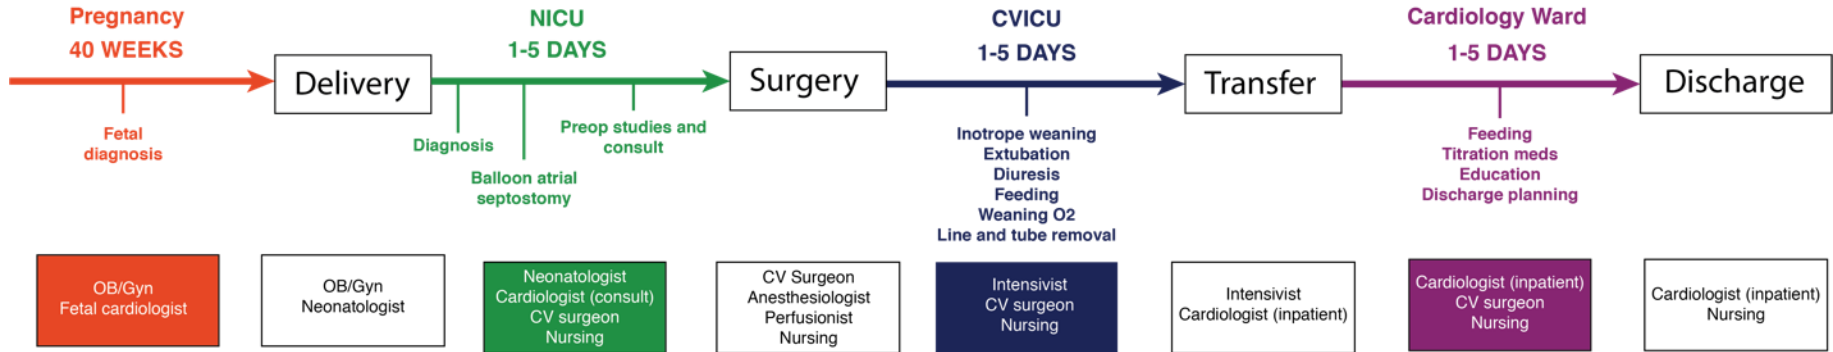 Pregnancy
40 WEEKS
NICU
1-5 DAYS
CVICU
1-5 DAYS
Cardiology Ward
1-5 DAYS
Delivery
Surgery
Transfer
Discharge
Fetal
diagnosis
Diagnosis
Balloon atrial
septostomy
Preop studies and
consult
Inotrope weaning
Extubation
Diuresis
Feeding
Weaning O2
Line and tube removal
Feeding
Titration meds
Education
Discharge planning
OB/Gyn
Fetal cardiologist
OB/Gyn
Neonatologist
Neonatologist
Cardiologist (consult)
CV surgeon
Nursing
CV Surgeon
Anesthesiologist
Perfusionist
Nursing
Intensivist
CV surgeon
Nursing
Intensivist
Cardiologist (inpatient)
Cardiologist (inpatient)
CV surgeon
Nursing
Cardiologist (inpatient)
Nursing